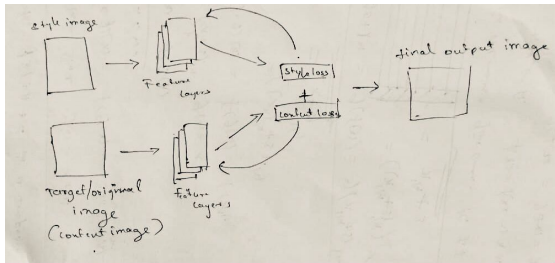 Style image
Feature
Layers
Style loss
+
Content loss
final output image
Target/original
image
(content image)
Feature
Layers